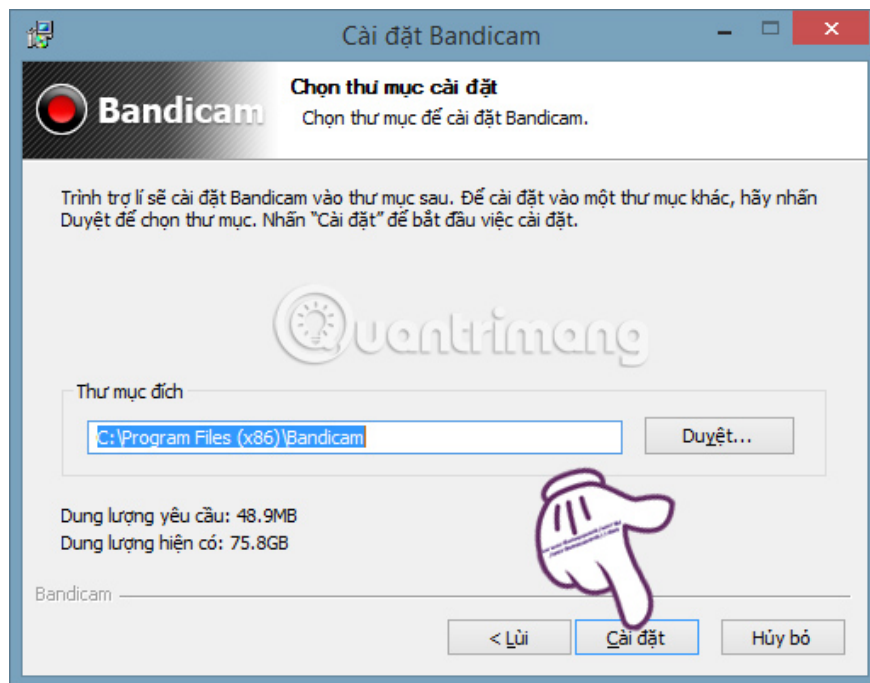 Cài đặt Bandicam
Bandicam
Chọn thư mục cài đặt
Chọn thư mục để cài đặt Bandicam.
Trình trợ lí sẽ cài đặt Bandicam vào thư mục sau. Để cài đặt vào một thư mục khác, hãy nhấn
Duyệt để chọn thư mục. Nhấn "Cài đặt" để bắt đầu việc cài đặt.
Quantrimang
Thư mục đích
C:\Program Files (x86)\Bandicam
Duyệt...
Dung lượng yêu cầu: 48.9MB
Dung lượng hiện có: 75.8GB
Bandicam
< Lùi
Cài đặt
Hủy bỏ